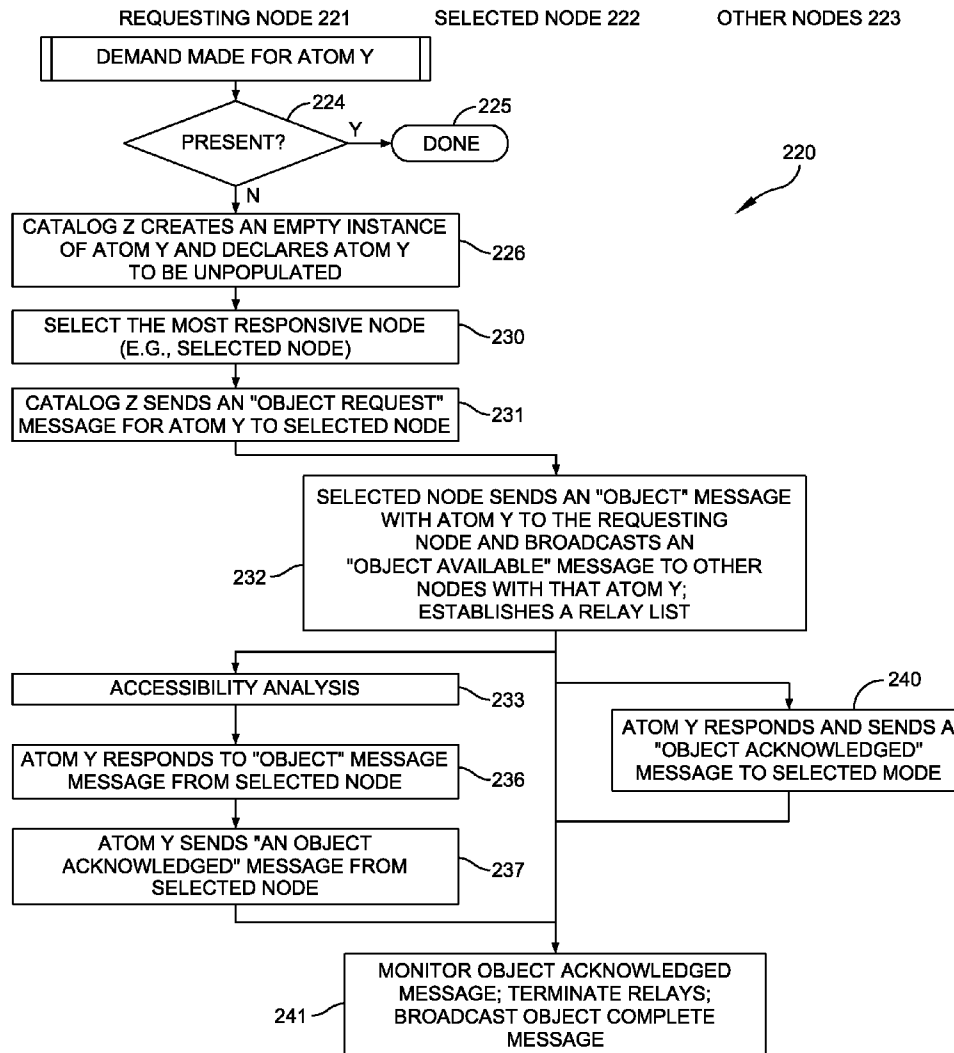 REQUESTING NODE 221
SELECTED NODE 222
OTHER NODES 223
DEMAND MADE FOR ATOM Y
224
PRESENT?
Y
225
DONE
220
N
CATALOG Z CREATES AN EMPTY INSTANCE
OF ATOM Y AND DECLARES ATOM Y
TO BE UNPOPULATED
226
SELECT THE MOST RESPONSIVE NODE
(E.G., SELECTED NODE)
230
CATALOG Z SENDS AN "OBJECT REQUEST"
MESSAGE FOR ATOM Y TO SELECTED NODE
231
SELECTED NODE SENDS AN "OBJECT" MESSAGE
WITH ATOM Y TO THE REQUESTING
NODE AND BROADCASTS AN
"OBJECT AVAILABLE" MESSAGE TO OTHER
NODES WITH THAT ATOM Y;
ESTABLISHES A RELAY LIST
232
ACCESSIBILITY ANALYSIS
233
240
ATOM Y RESPONDS AND SENDS A
"OBJECT ACKNOWLEDGED"
MESSAGE TO SELECTED MODE
ATOM Y RESPONDS TO "OBJECT" MESSAGE
MESSAGE FROM SELECTED NODE
236
ATOM Y SENDS "AN OBJECT
ACKNOWLEDGED" MESSAGE FROM
SELECTED NODE
237
MONITOR OBJECT ACKNOWLEDGED
MESSAGE; TERMINATE RELAYS;
BROADCAST OBJECT COMPLETE
MESSAGE
241